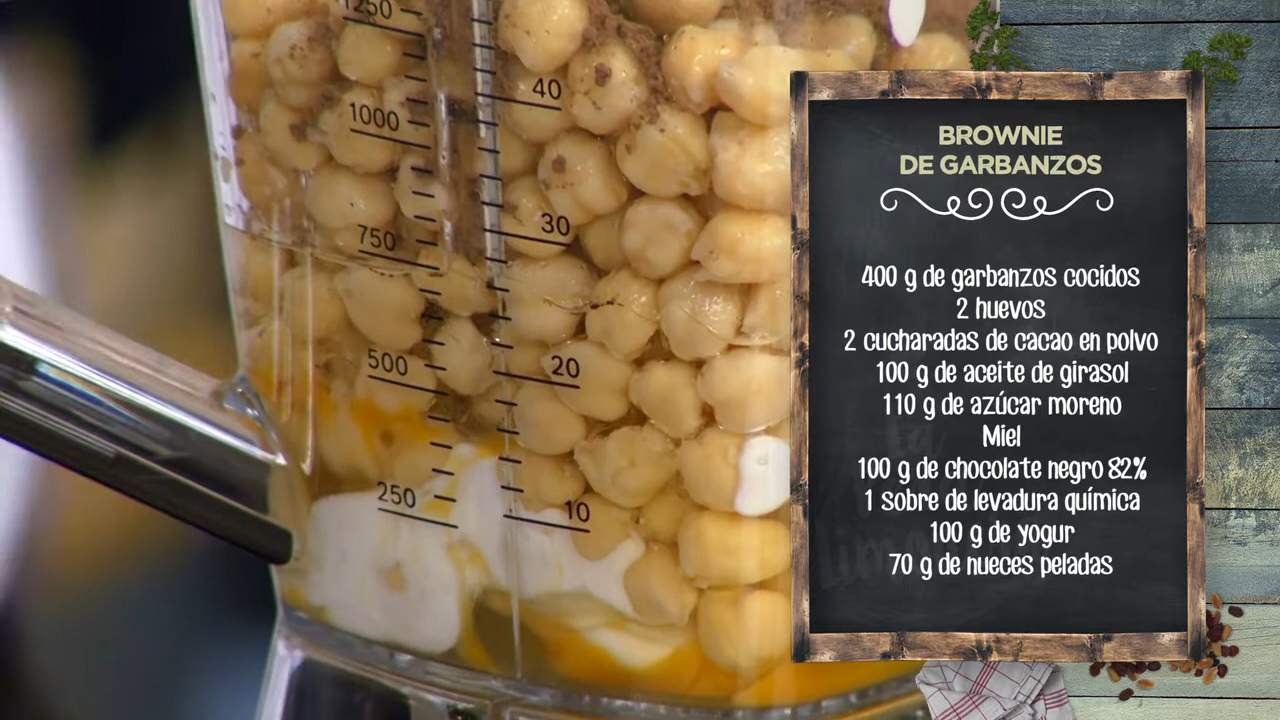 1250
1000
750
500
250
40
30
20
10
BROWNIE
DE GARBANZOS
400 g de garbanzos cocidos
2 huevos
2 cucharadas de cacao en polvo
100 g de aceite de girasol
110 g de azúcar moreno
Miel
100 g de chocolate negro 82%
1 sobre de levadura química
100 g de yogur
70 g de nueces peladas